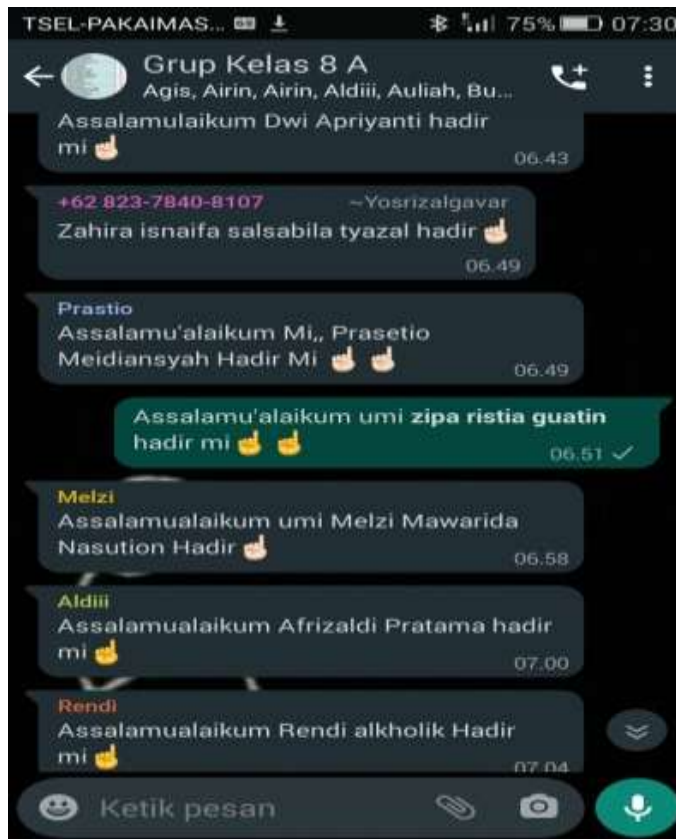 TSEL-PAKAIMAS... 75% 07:30
Grup Kelas 8 A
Agis, Airin, Airin, Aldiii, Auliah, Bu...
Assalamulaikum Dwi Apriyanti hadir
mi ☝🏻
06.43
+62 823-7840-8107 ~Yosrizalgavar
Zahira isnaifa salsabila tyazal hadir ☝🏻
06.49
Prastio
Assalamu'alaikum Mi,, Prasetio
Meidiansyah Hadir Mi ☝🏻 ☝🏻
06.49
Assalamu'alaikum umi zipa ristia guatin
hadir mi ☝ ☝
06.51
Melzi
Assalamualaikum umi Melzi Mawarida
Nasution Hadir ☝🏻
06.58
Aldiii
Assalamualaikum Afrizaldi Pratama hadir
mi ☝
07.00
Rendi
Assalamualaikum Rendi alkholik Hadir
mi ☝
07.04
Ketik pesan